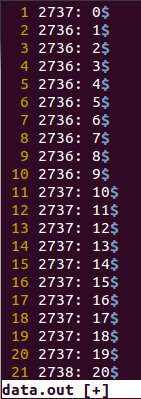 1 2737: 0$
2 2736: 1$
3 2736: 2$
4 2736: 3$
5 2736: 4$
6 2736: 5$
7 2736: 6$
8 2736: 7$
9 2736: 8$
10 2736: 9$
11 2737: 10$
12 2737: 11$
13 2737: 12$
14 2737: 13$
15 2737: 14$
16 2737: 15$
17 2737: 16$
18 2737: 17$
19 2737: 18$
20 2737: 19$
21 2738: 20$
data.out [+]